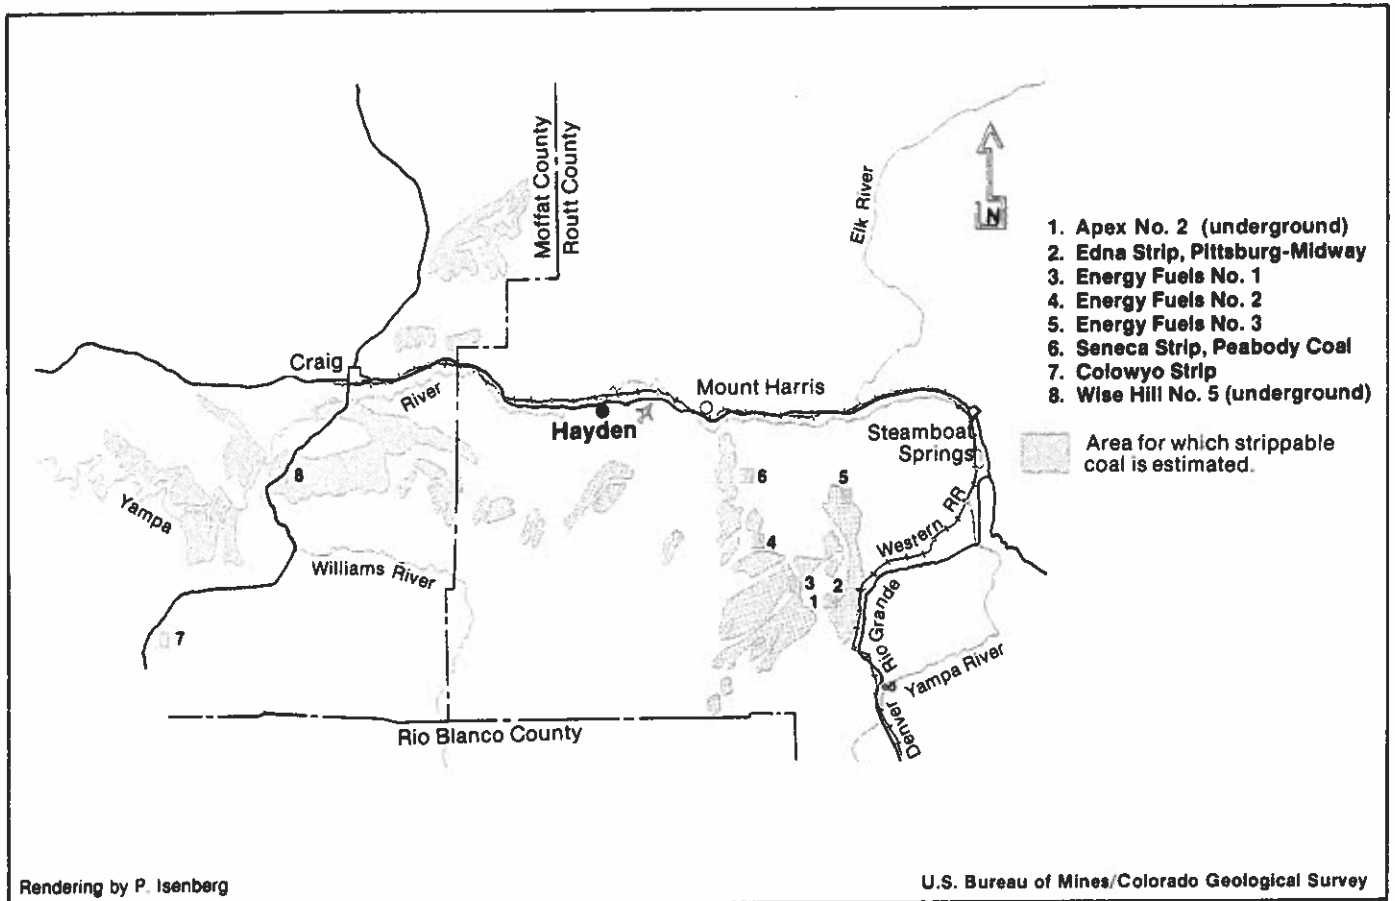 Moffat County
Routt County
Elk River
N
1. Apex No. 2 (underground)
2. Edna Strip, Pittsburg-Midway
3. Energy Fuels No. 1
4. Energy Fuels No. 2
5. Energy Fuels No. 3
6. Seneca Strip, Peabody Coal
7. Colowyo Strip
8. Wise Hill No. 5 (underground)
Area for which strippable
coal is estimated.
Craig
River
Mount Harris
Hayden
Steamboat
Springs
8
6
5
Yampa
4
Western RR
Williams River
3
2
1
7
Rio Grande
Yampa River
Denver
Rio Blanco County
Rendering by P. Isenberg
U.S. Bureau of Mines/Colorado Geological Survey